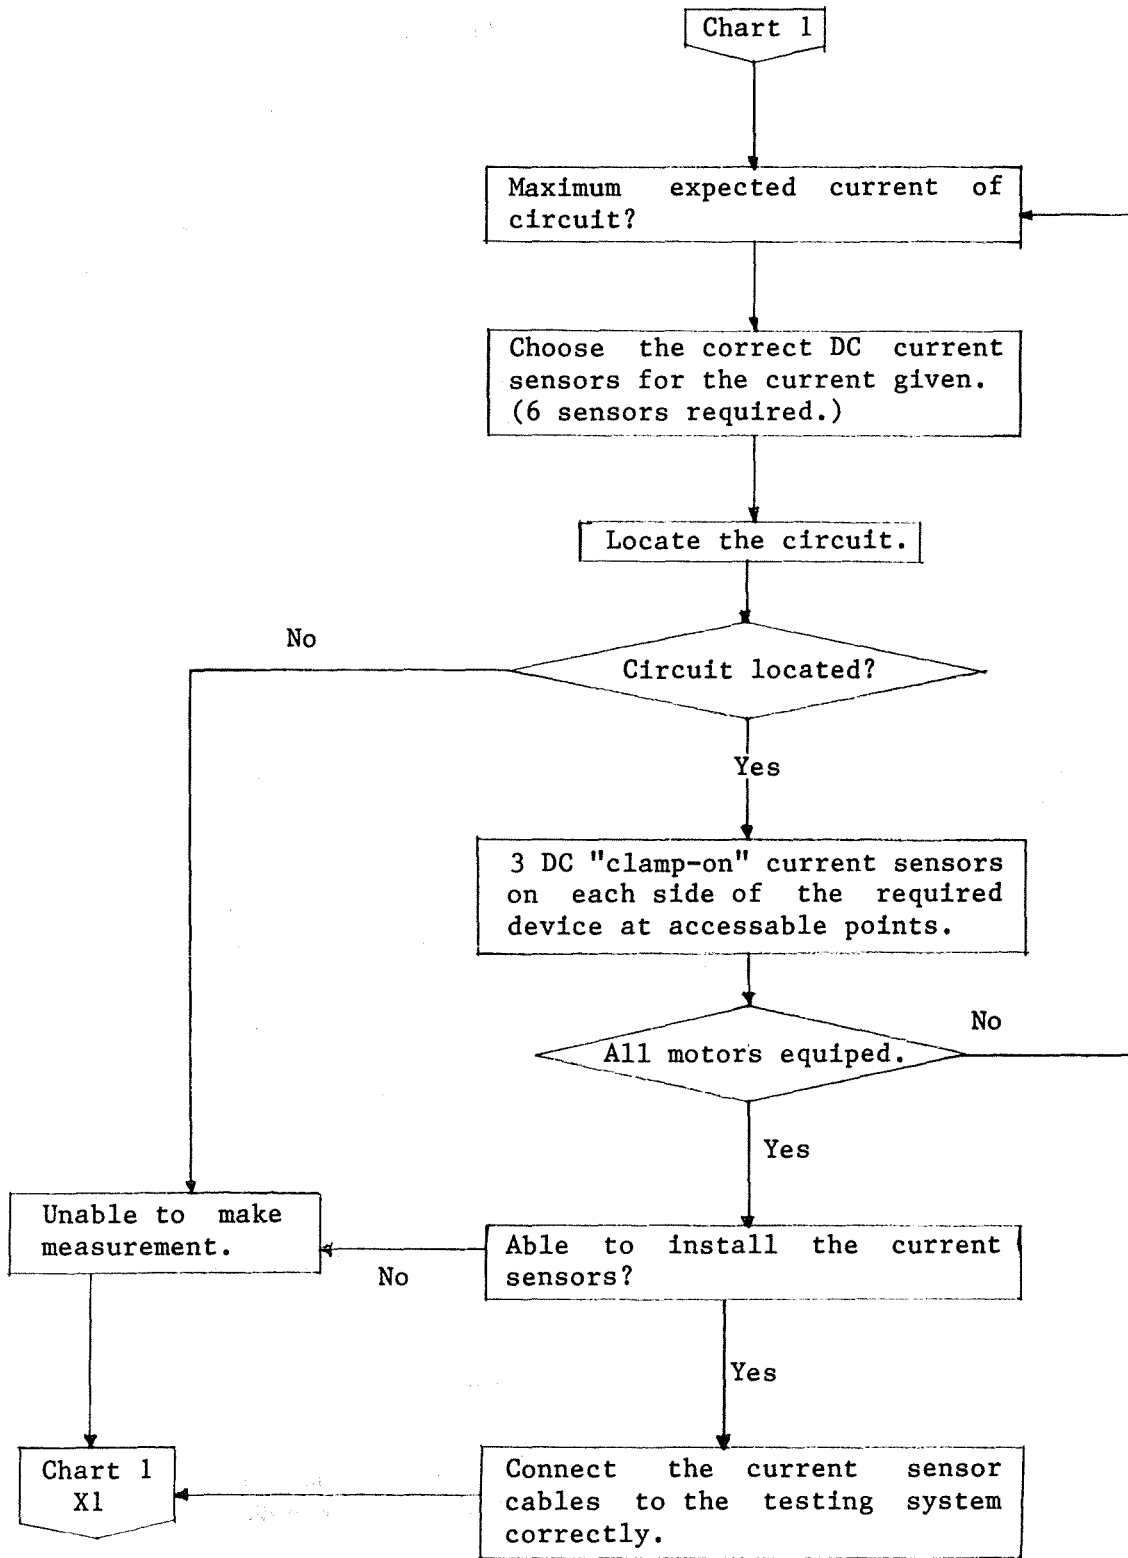 Chart 1
Maximum expected current of
circuit?
Choose the correct DC current
sensors for the current given.
(6 sensors required.)
Locate the circuit.
No
Circuit located?
Yes
3 DC "clamp-on" current sensors
on each side of the required
device at accessable points.
No
All motors equiped.
Yes
Unable to make
measurement.
Able to install the current
sensors?
No
Yes
Chart 1
X1
Connect the current sensor
cables to the testing system
correctly.